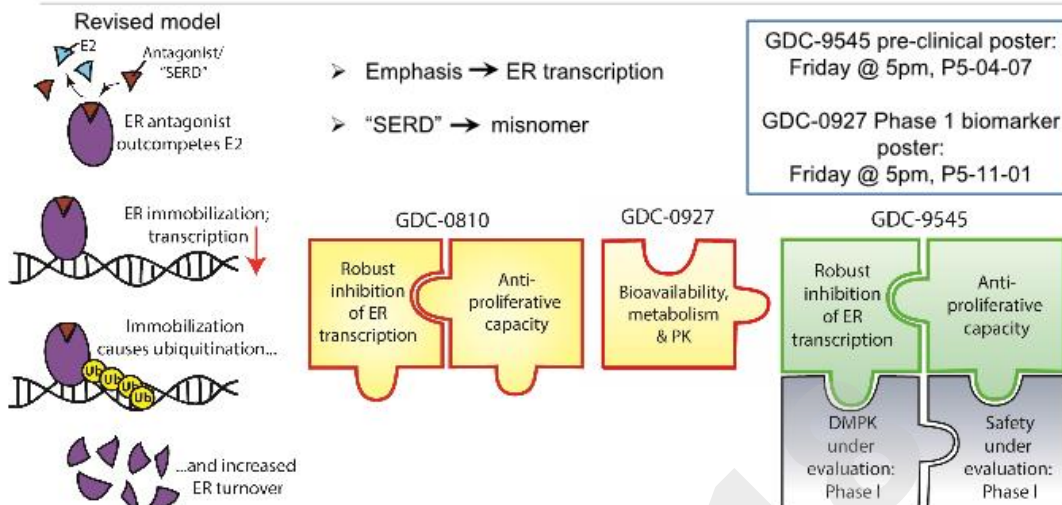 Revised model
E2
Antagonist/
"SERD"
ER antagonist
outcompetes E2
ER immobilization;
transcription
Immobilization
causes ubiquitination...
Ub
Ub
Ub
Ub
...and increased
ER turnover
➢ Emphasis → ER transcription
➢ "SERD" → misnomer
GDC-9545 pre-clinical poster:
Friday @ 5pm, P5-04-07
GDC-0927 Phase 1 biomarker
poster:
Friday @ 5pm, P5-11-01
GDC-0810
Robust
inhibition
of ER
transcription
Anti-
proliferative
capacity
GDC-0927
Bioavailability,
metabolism
& PK
GDC-9545
Robust
inhibition
of ER
transcription
Anti-
proliferative
capacity
DMPK
under
evaluation:
Phase I
Safety
under
evaluation:
Phase I